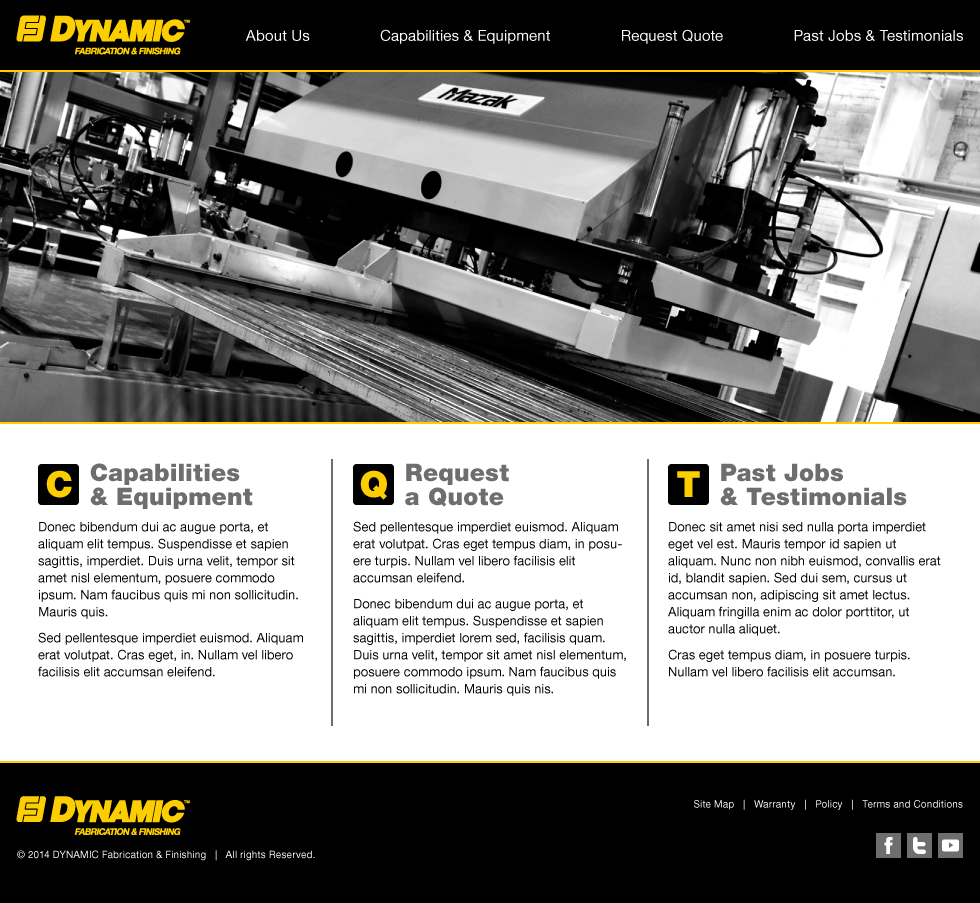 DYNAMIC™
FABRICATION & FINISHING
About Us
Capabilities & Equipment
Request Quote
Past Jobs & Testimonials
Mazak
C
Capabilities
& Equipment
Donec bibendum dui ac augue porta, et
aliquam elit tempus. Suspendisse et sapien
sagittis, imperdiet. Duis urna velit, tempor sit
amet nisl elementum, posuere commodo
ipsum. Nam faucibus quis mi non sollicitudin.
Mauris quis.
Sed pellentesque imperdiet euismod. Aliquam
erat volutpat. Cras eget, in. Nullam vel libero
facilisis elit accumsan eleifend.
Q
Request
a Quote
Sed pellentesque imperdiet euismod. Aliquam
erat volutpat. Cras eget tempus diam, in posu-
ere turpis. Nullam vel libero facilisis elit
accumsan eleifend.
Donec bibendum dui ac augue porta, et
aliquam elit tempus. Suspendisse et sapien
sagittis, imperdiet lorem sed, facilisis quam.
Duis urna velit, tempor sit amet nisl elementum,
posuere commodo ipsum. Nam faucibus quis
mi non sollicitudin. Mauris quis nis.
T
Past Jobs
& Testimonials
Donec sit amet nisi sed nulla porta imperdiet
eget vel est. Mauris tempor id sapien ut
aliquam. Nunc non nibh euismod, convallis erat
id, blandit sapien. Sed dui sem, cursus ut
accumsan non, adipiscing sit amet lectus.
Aliquam fringilla enim ac dolor porttitor, ut
auctor nulla aliquet.
Cras eget tempus diam, in posuere turpis.
Nullam vel libero facilisis elit accumsan.
DYNAMIC™
FABRICATION & FINISHING
© 2014 DYNAMIC Fabrication & Finishing | All rights Reserved.
Site Map | Warranty | Policy | Terms and Conditions